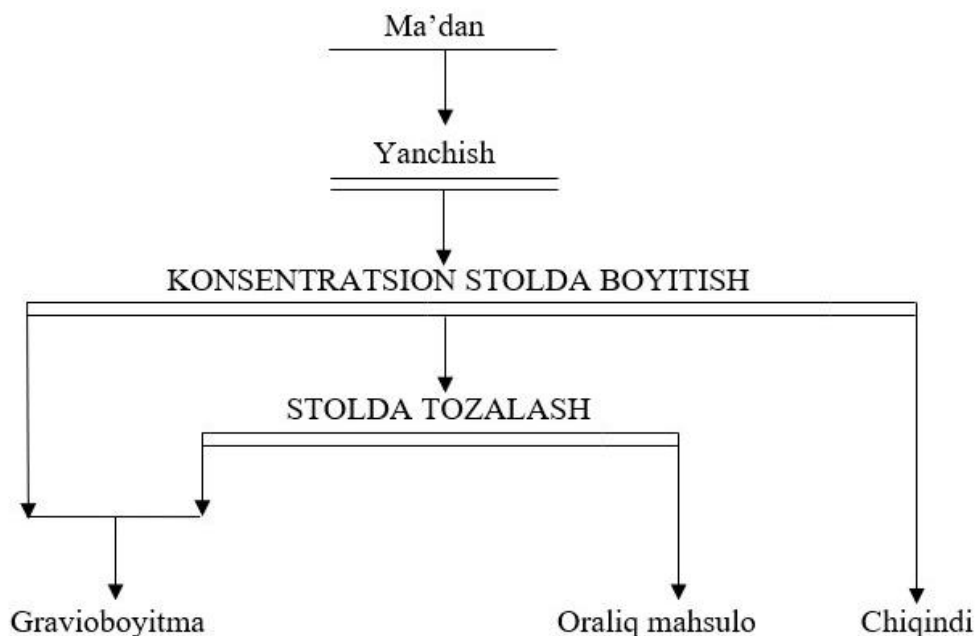 Ma’dan
Yanchish
KONSENTRATSION STOLDA BOYITISH
STOLDA TOZALASH
Gravioboyitma
Oraliq mahsulo
Chiqindi